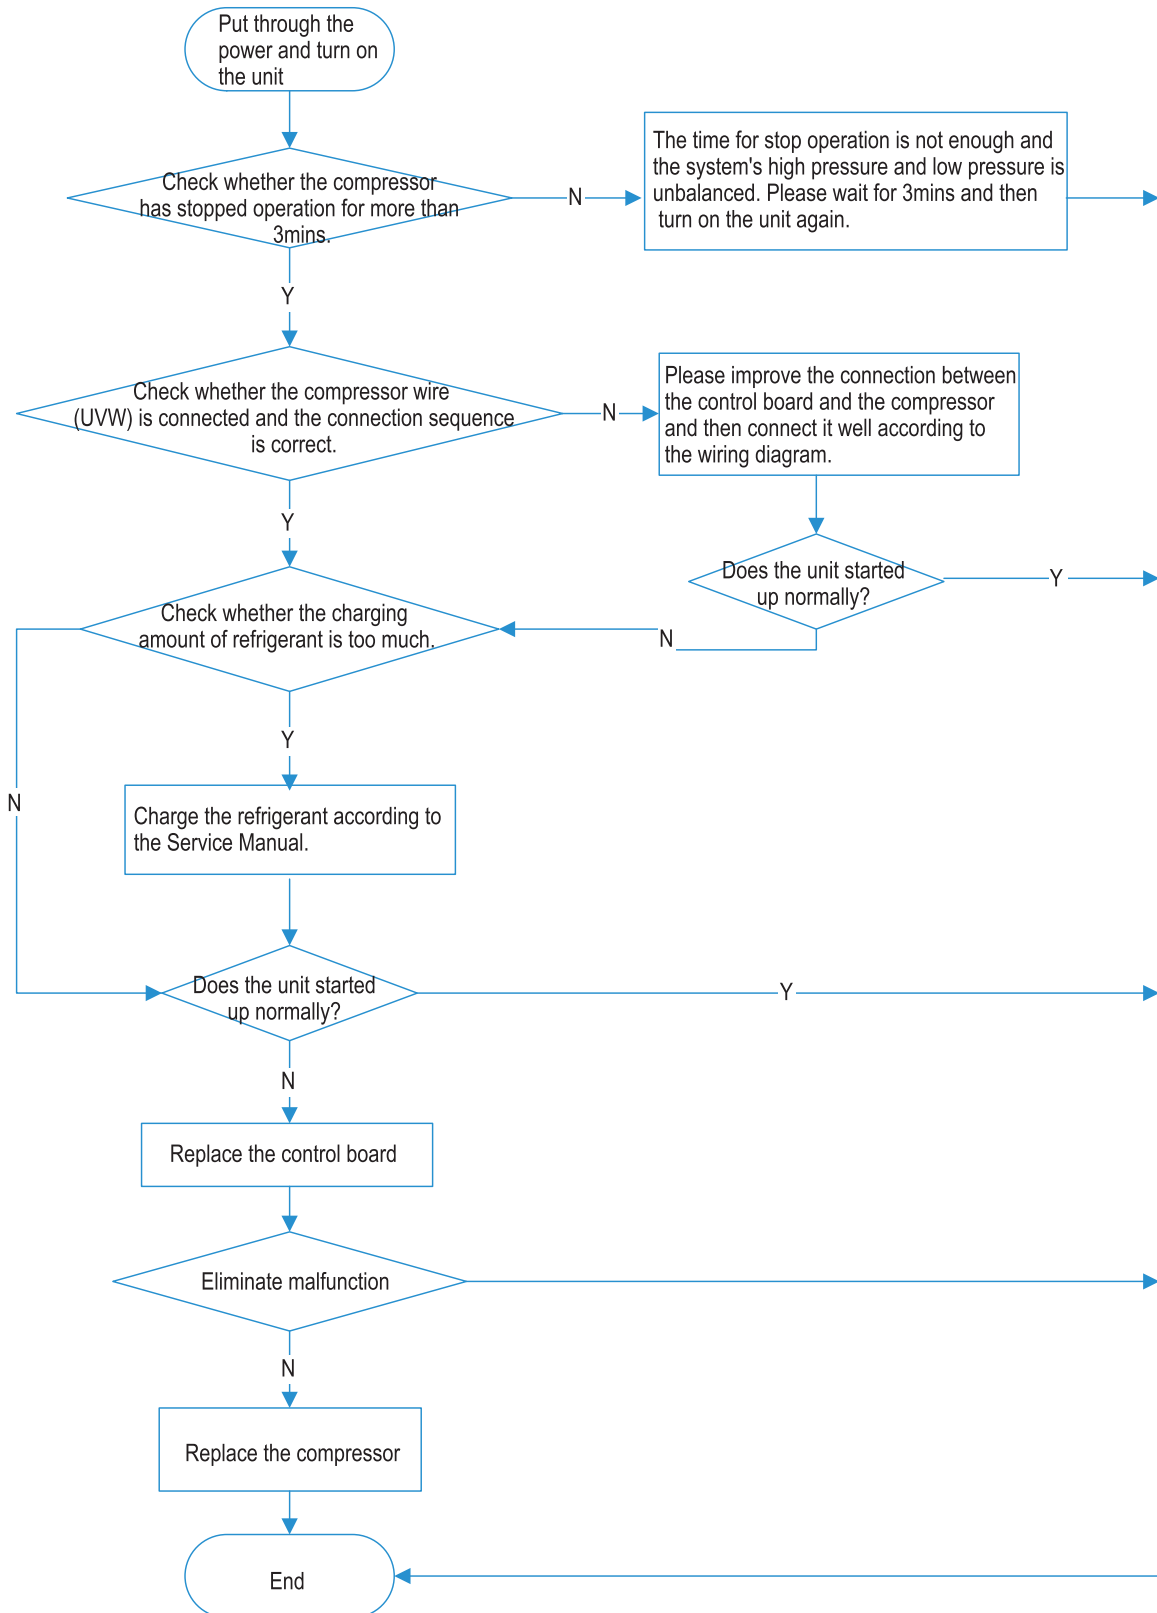 Put through the
power and turn on
the unit
Check whether the compressor
has stopped operation for more than
3mins.
N
The time for stop operation is not enough and
the system's high pressure and low pressure is
unbalanced. Please wait for 3mins and then
turn on the unit again.
Y
Check whether the compressor wire
(UVW) is connected and the connection sequence
is correct.
N
Please improve the connection between
the control board and the compressor
and then connect it well according to
the wiring diagram.
Y
Does the unit started
up normally?
Y
N
Check whether the charging
amount of refrigerant is too much.
Y
N
Charge the refrigerant according to
the Service Manual.
Does the unit started
up normally?
Y
N
Replace the control board
Eliminate malfunction
N
Replace the compressor
End